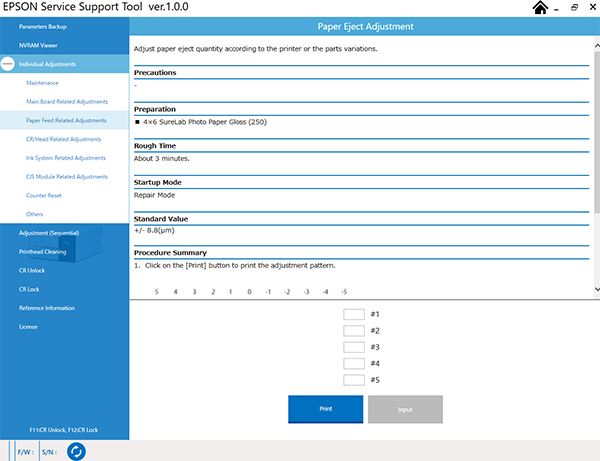 EPSON Service Support Tool ver.1.0.0
Parameters Backup
NVRAM Viewer
Individual Adjustments
Maintenance
Main Board Related Adjustments
Paper Feed Related Adjustments
CR/Head Related Adjustments
Ink System Related Adjustments
CIS Module Related Adjustments
Counter Reset
Others
Adjustment (Sequential)
Printhead Cleaning
CR Unlock
CR Lock
Reference Information
License
F11:CR Unlock, F12:CR Lock
Paper Eject Adjustment
Adjust paper eject quantity according to the printer or the parts variations.
Precautions
-
Preparation
■ 4×6 SureLab Photo Paper Gloss (250)
Rough Time
About 3 minutes.
Startup Mode
Repair Mode
Standard Value
+/- 8.8(μm)
Procedure Summary
1. Click on the [Print] button to print the adjustment pattern.
5 4 3 2 1 0 -1 -2 -3 -4 -5
#1
#2
#3
#4
#5
Print Input
F/W : S/N :